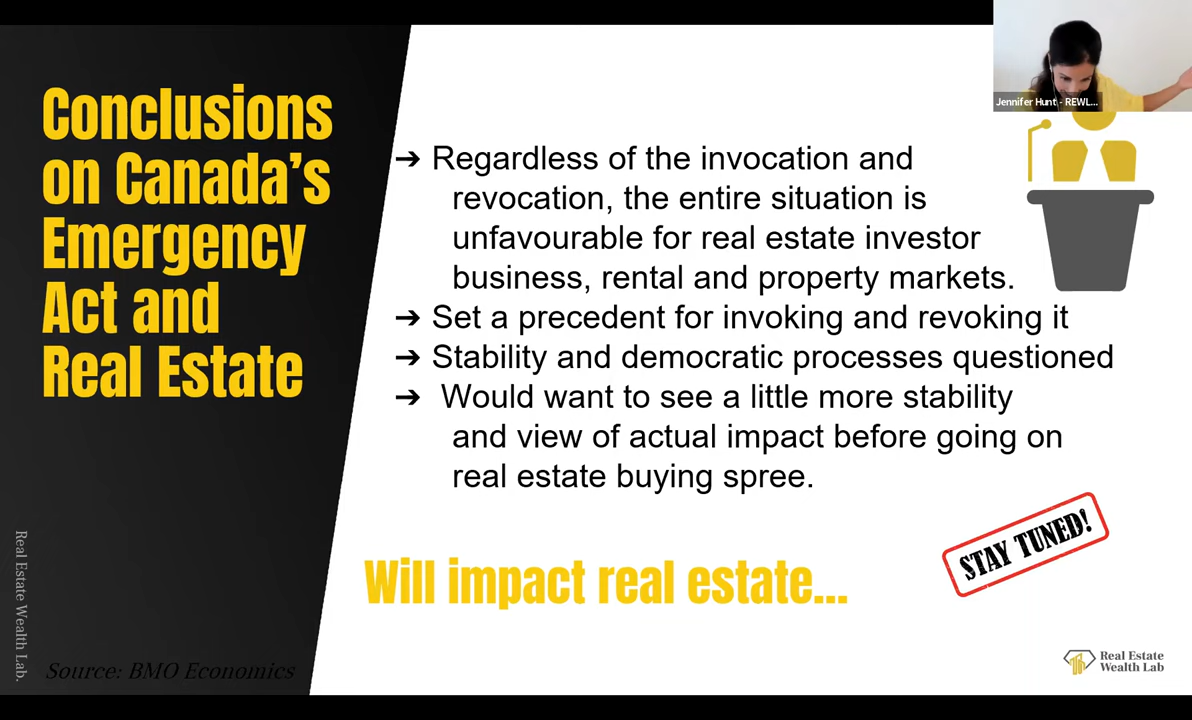 Conclusions
on Canada’s
Emergency
Act and
Real Estate
Jennifer Hunt - REWL...
➔ Regardless of the invocation and
revocation, the entire situation is
unfavourable for real estate investor
business, rental and property markets.
➔ Set a precedent for invoking and revoking it
➔ Stability and democratic processes questioned
➔ Would want to see a little more stability
and view of actual impact before going on
real estate buying spree.
STAY TUNED!
Will impact real estate...
Real Estate Wealth Lab.
Source: BMO Economics
Real Estate
Wealth Lab